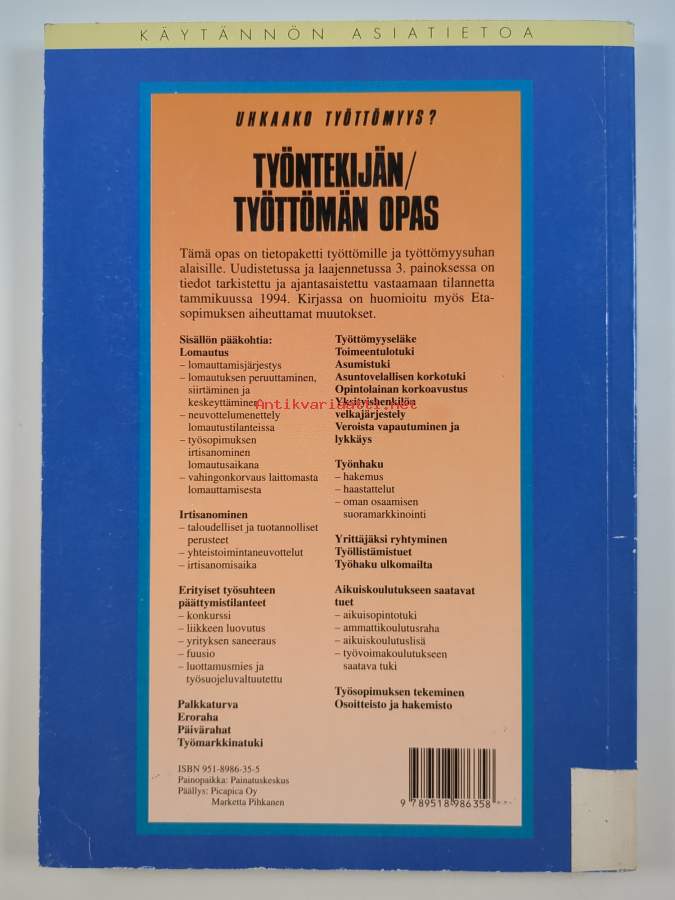 KÄYTÄNNÖN ASIATIETOA
UHKAAKO TYÖTTÖMYYS?
TYÖNTEKIJÄN/
TYÖTTÖMÄN OPAS
Tämä opas on tietopaketti työttömille ja työttömyysuhan
alaisille. Uudistetussa ja laajennetussa 3. painoksessa on
tiedot tarkistettu ja ajantasaistettu vastaamaan tilannetta
tammikuussa 1994. Kirjassa on huomioitu myös Eta-
sopimuksen aiheuttamat muutokset.
Sisällön pääkohtia:
Lomautus
– lomauttamisjärjestys
– lomautuksen peruuttaminen,
siirtäminen ja
keskeyttäminen
– neuvottelumenettely
lomautustilanteissa
– työsopimuksen
irtisanominen
lomautusaikana
– vahingonkorvaus laittomasta
lomauttamisesta
Irtisanominen
– taloudelliset ja tuotannolliset
perusteet
– yhteistoimintaneuvottelut
– irtisanomisaika
Erityiset työsuhteen
päättymistilanteet
– konkurssi
– liikkeen luovutus
– yrityksen saneeraus
– fuusio
– luottamusmies ja
työsuojeluvaltuutettu
Palkkaturva
Eroraha
Päivärahat
Työmarkkinatuki
Työttömyyseläke
Toimeentulotuki
Asumistuki
Asuntovelallisen korkotuki
Opintolainan korkoavustus
Yksityishenkilön
velkajärjestely
Veroista vapautuminen ja
lykkäys
Työnhaku
– hakemus
– haastattelut
– oman osaamisen
suoramarkkinointi
Yrittäjäksi ryhtyminen
Työllistämistuet
Työhaku ulkomailta
Aikuiskoulutukseen saatavat
tuet
– aikuisopintotuki
– ammattikoulutusraha
– aikuiskoulutuslisä
– työvoimakoulutukseen
saatava tuki
Työsopimuksen tekeminen
Osoitteisto ja hakemisto
Antikvariaatti.net
ISBN 951-8986-35-5
Painopaikka: Painatuskeskus
Päällys: Picapica Oy
Marketta Pihkanen
9 789518 986358